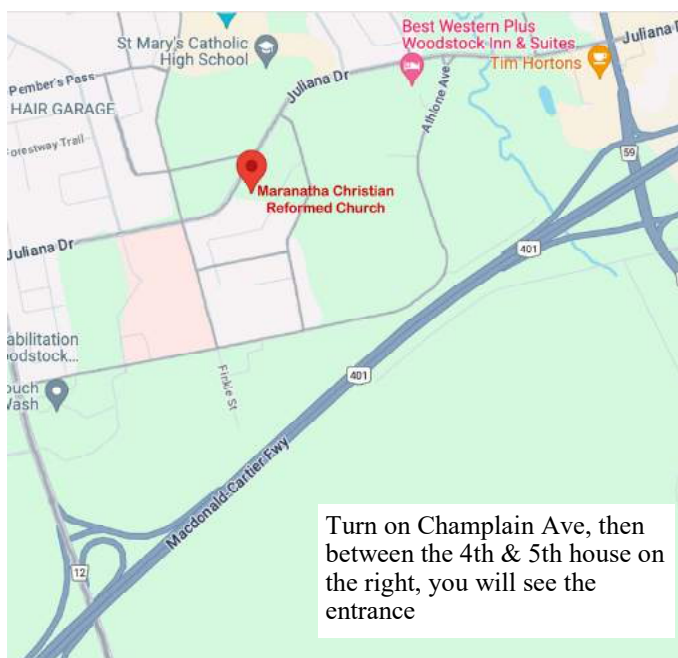 St Mary's Catholic
High School
Best Western Plus
Woodstock Inn & Suites
Juliana D
Tim Hortons
Pember's Pass
HAIR GARAGE
Juliana Dr
Athlone Ave
Forestway Trail
59
Maranatha Christian
Reformed Church
Juliana Dr
401
abilitation
oodstock...
401
Finkle St
ouch
Wash
Macdonald-Cartier Fwy
12
Turn on Champlain Ave, then
between the 4th & 5th house on
the right, you will see the
entrance